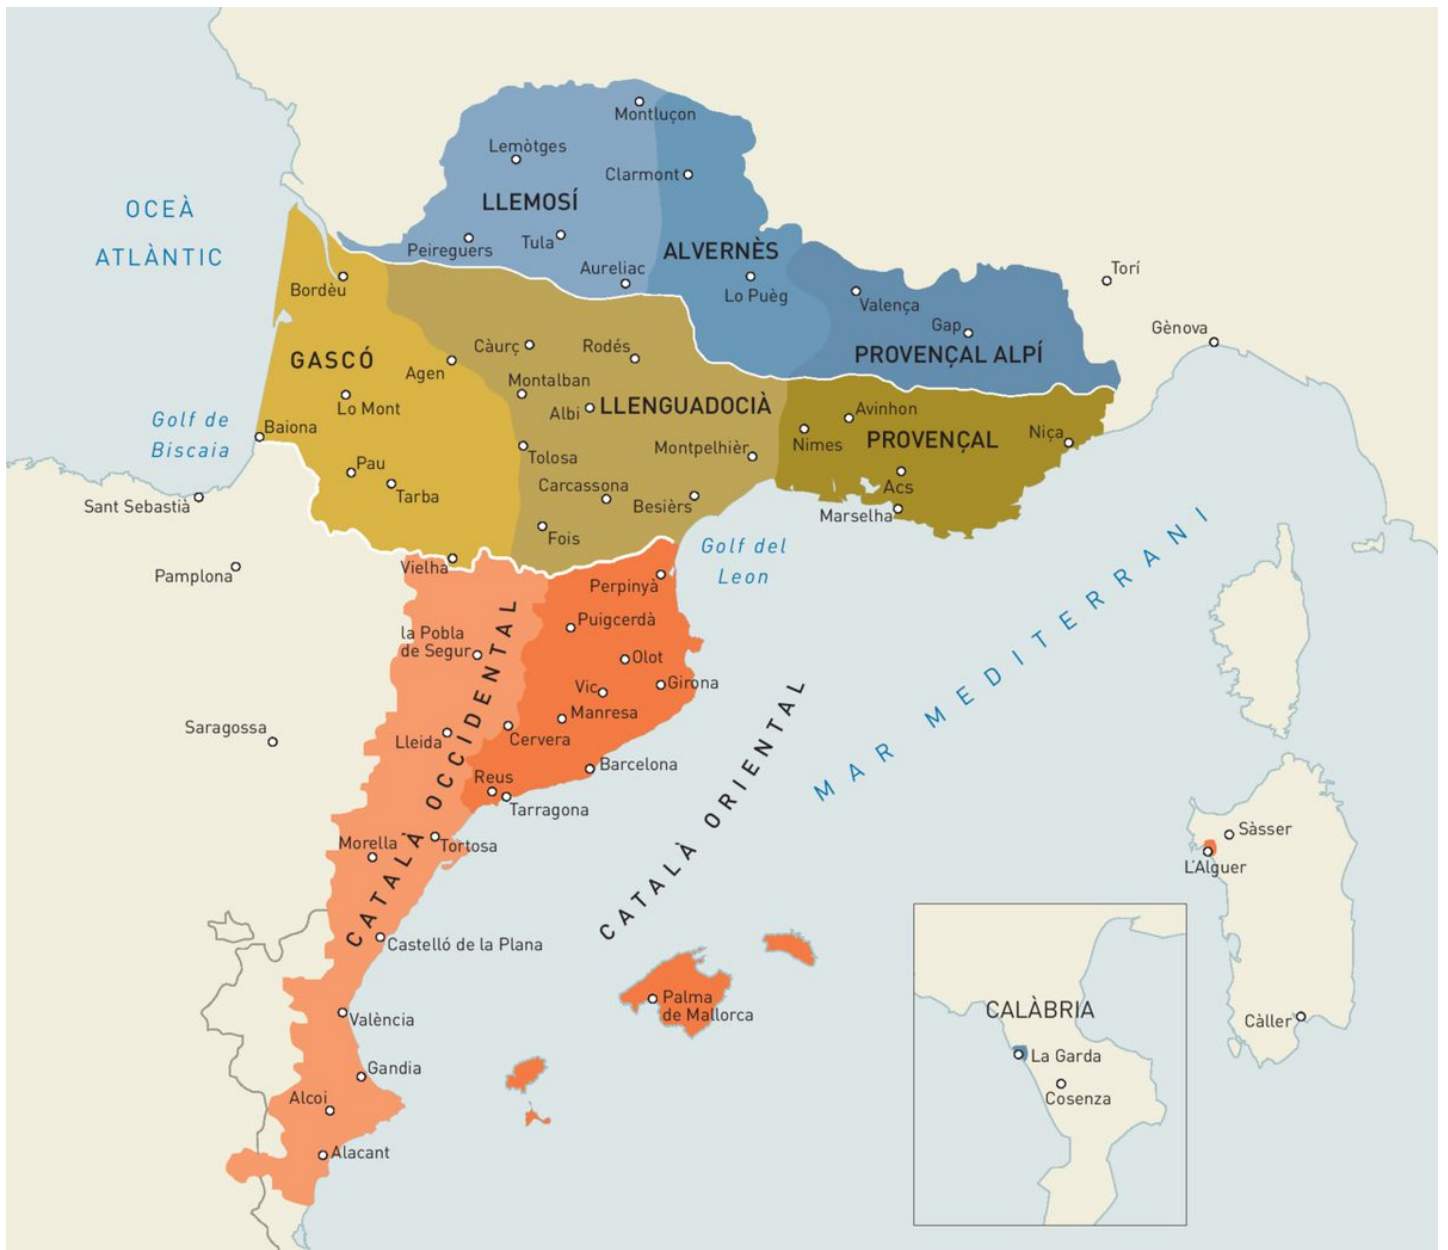 Montluçon
Lemòtges
Clarmont
LLEMOSÍ
OCEÀ
ATLÀNTIC
Peireguers
Tula
ALVERNÈS
Aureliac
Lo Puèg
Torí
Bordèu
Valença
Gap
Gènova
GASCÓ
Càurç
Rodés
PROVENÇAL ALPÍ
Agen
Montalban
Lo Mont
Albi
LLENGUADOCIÀ
Avinhon
Golf de
Biscaia
Baiona
Nimes
PROVENÇAL
Niça
Tolosa
Montpelhièr
Pau
Tarba
Carcassona
Besièrs
Acs
Marselha
Sant Sebastià
Fois
Golf del
Leon
Vielha
Pamplona
Perpinyà
Puigcerdà
la Pobla
de Segur
Olot
Vic
Girona
Manresa
Saragossa
Lleida
Cervera
Barcelona
Reus
Tarragona
CATALÀ OCCIDENTAL
CATALÀ ORIENTAL
MAR MEDITERRANI
Morella
Tortosa
Sàsser
L'Alguer
Castelló de la Plana
Palma
de Mallorca
València
Càller
CALÀBRIA
La Garda
Cosenza
Gandia
Alcoi
Alacant